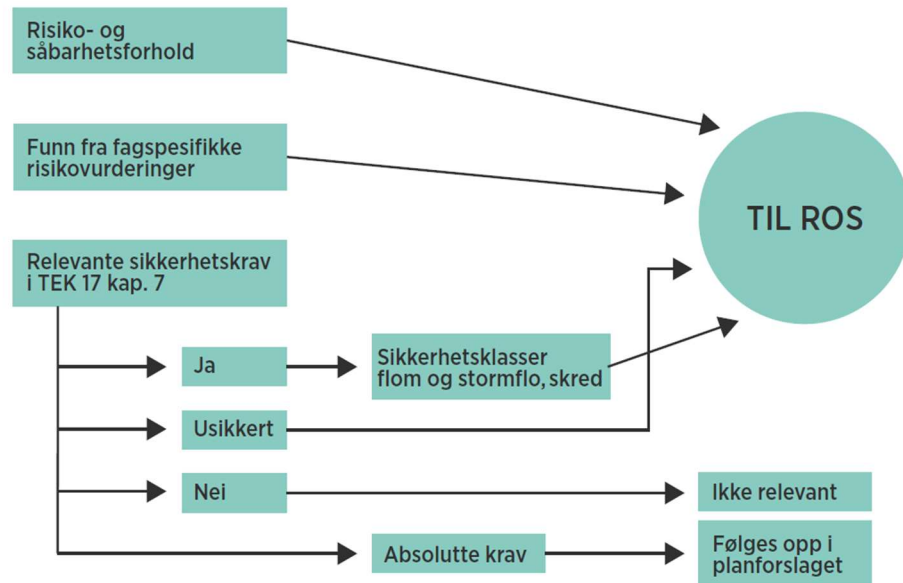 Risiko- og
såbarhetsforhold
Funn fra fagspesifikke
risikovurderinger
TIL ROS
Relevante sikkerhetskrav
i TEK 17 kap. 7
Ja
Sikkerhetsklasser
flom og stormflo, skred
Usikkert
Nei
Ikke relevant
Absolutte krav
Følges opp i
planforslaget